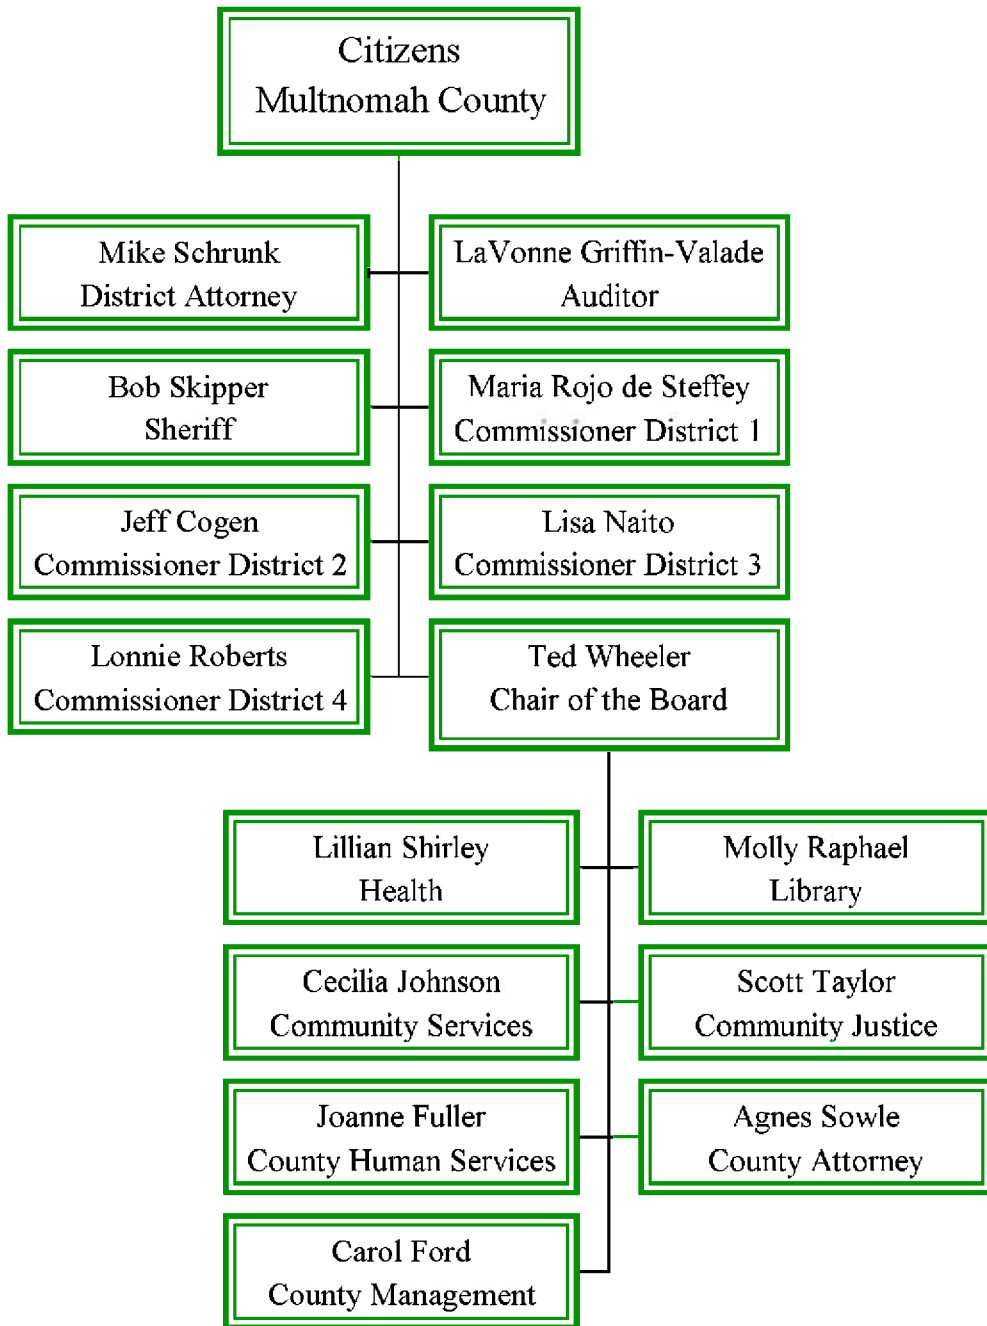 Citizens
Multnomah County
Mike Schrunk
District Attorney
LaVonne Griffin-Valade
Auditor
Bob Skipper
Sheriff
Maria Rojo de Steffey
Commissioner District 1
Jeff Cogen
Commissioner District 2
Lisa Naito
Commissioner District 3
Lonnie Roberts
Commissioner District 4
Ted Wheeler
Chair of the Board
Lillian Shirley
Health
Molly Raphael
Library
Cecilia Johnson
Community Services
Scott Taylor
Community Justice
Joanne Fuller
County Human Services
Agnes Sowle
County Attorney
Carol Ford
County Management